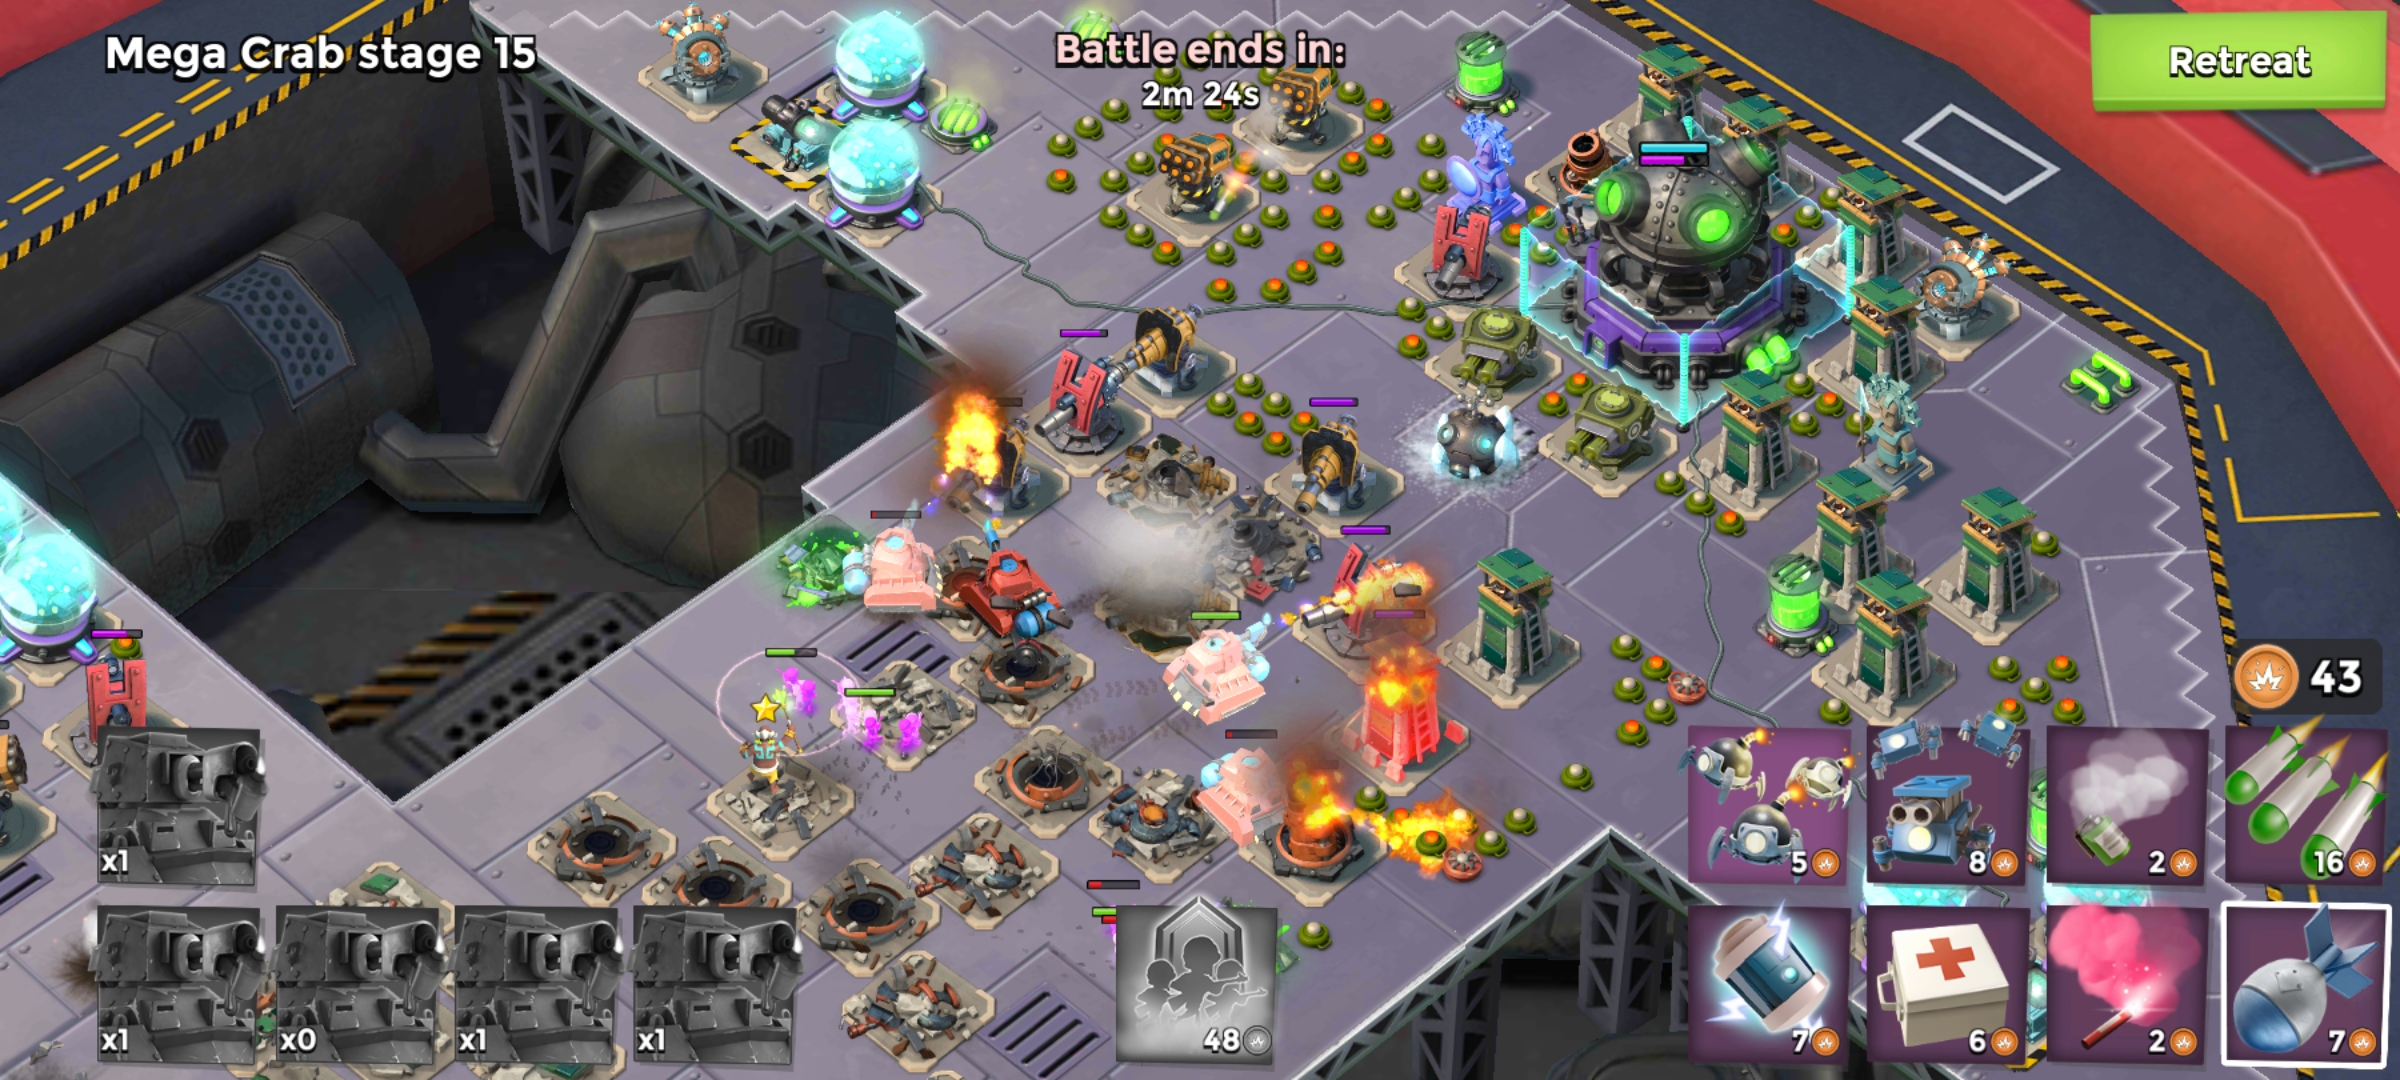 Mega Crab stage 15
Battle ends in:
2m 24s
Retreat
43
5
8
2
16
x1
x1
x0
x1
x1
48
7
6
2
7